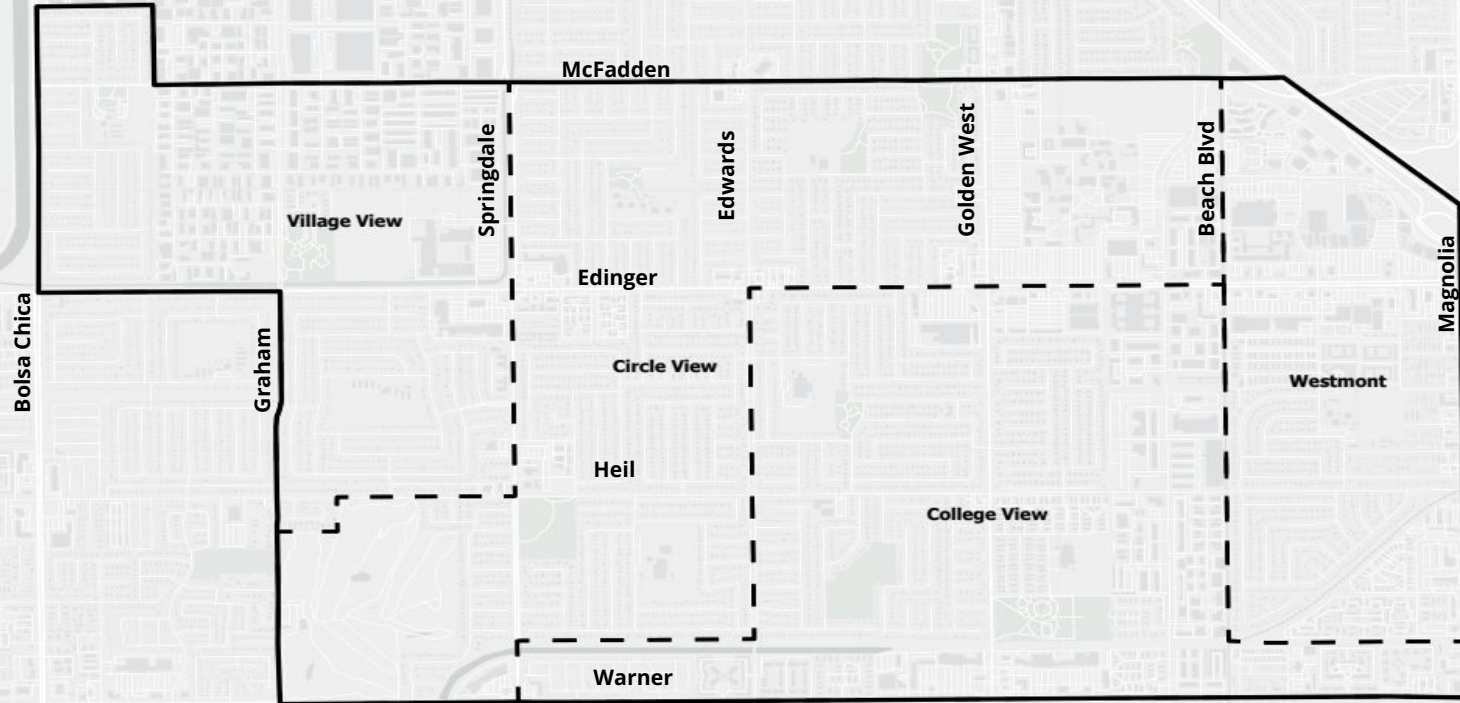 McFadden
Springdale
Edwards
Golden West
Beach Blvd
Village View
Magnolia
Edinger
Bolsa Chica
Graham
Circle View
Westmont
Heil
College View
Warner